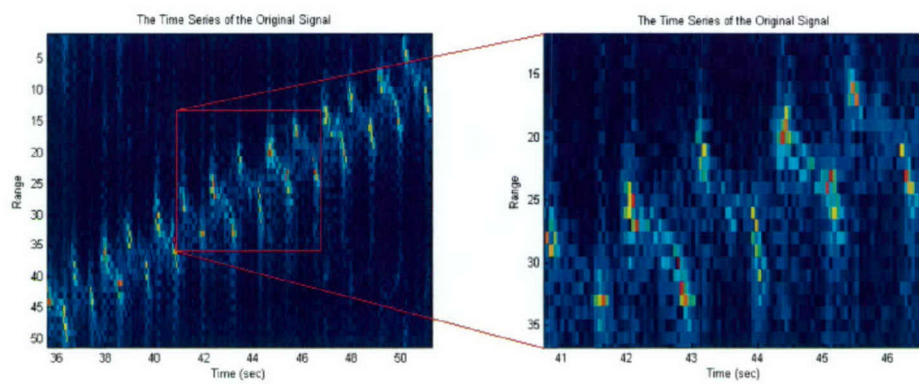 The Time Series of the Original Signal
Range
5
10
15
20
25
30
35
40
45
50
36 38 40 42 44 46 48 50
Time (sec)
The Time Series of the Original Signal
Range
15
20
25
30
35
41 42 43 44 45 46
Time (sec)